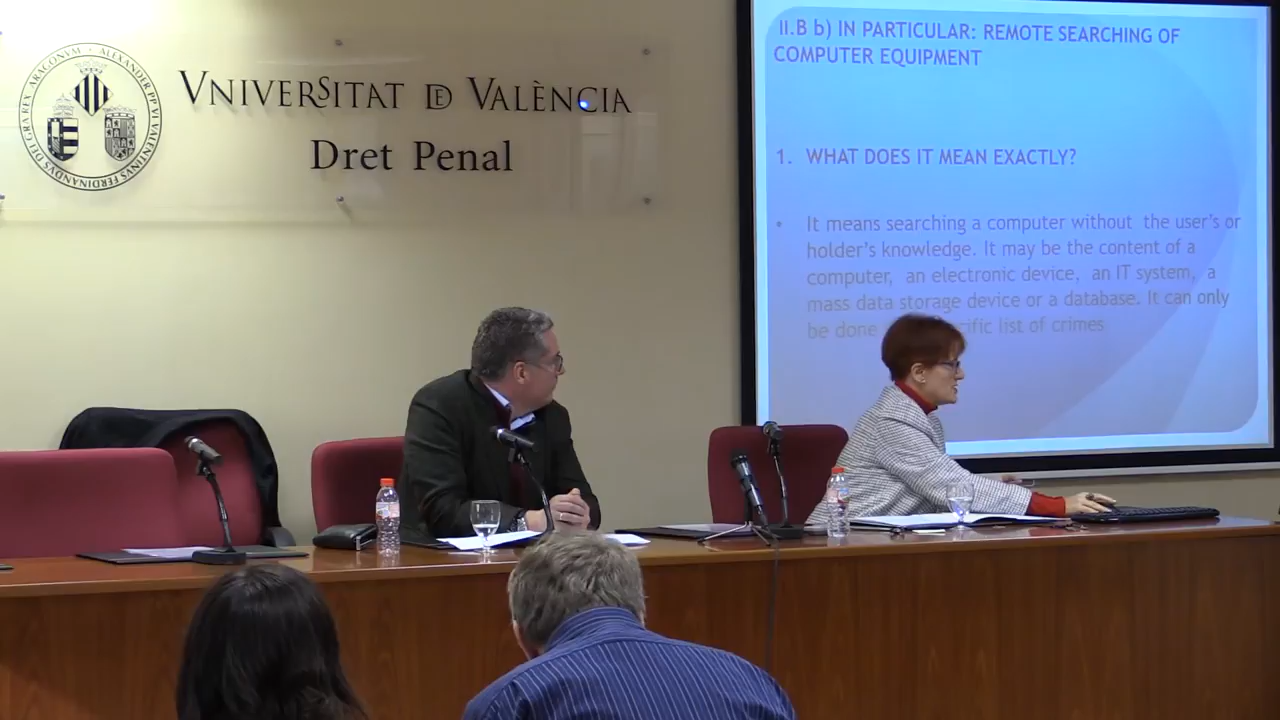 VNIVERSITAT DE VALÈNCIA
Dret Penal
II.B b) IN PARTICULAR: REMOTE SEARCHING OF
COMPUTER EQUIPMENT
1. WHAT DOES IT MEAN EXACTLY?
* It means searching a computer without the user's or
holder's knowledge. It may be the content of a
computer, an electronic device, an IT system, a
mass data storage device or a database. It can only
be done list of crimes